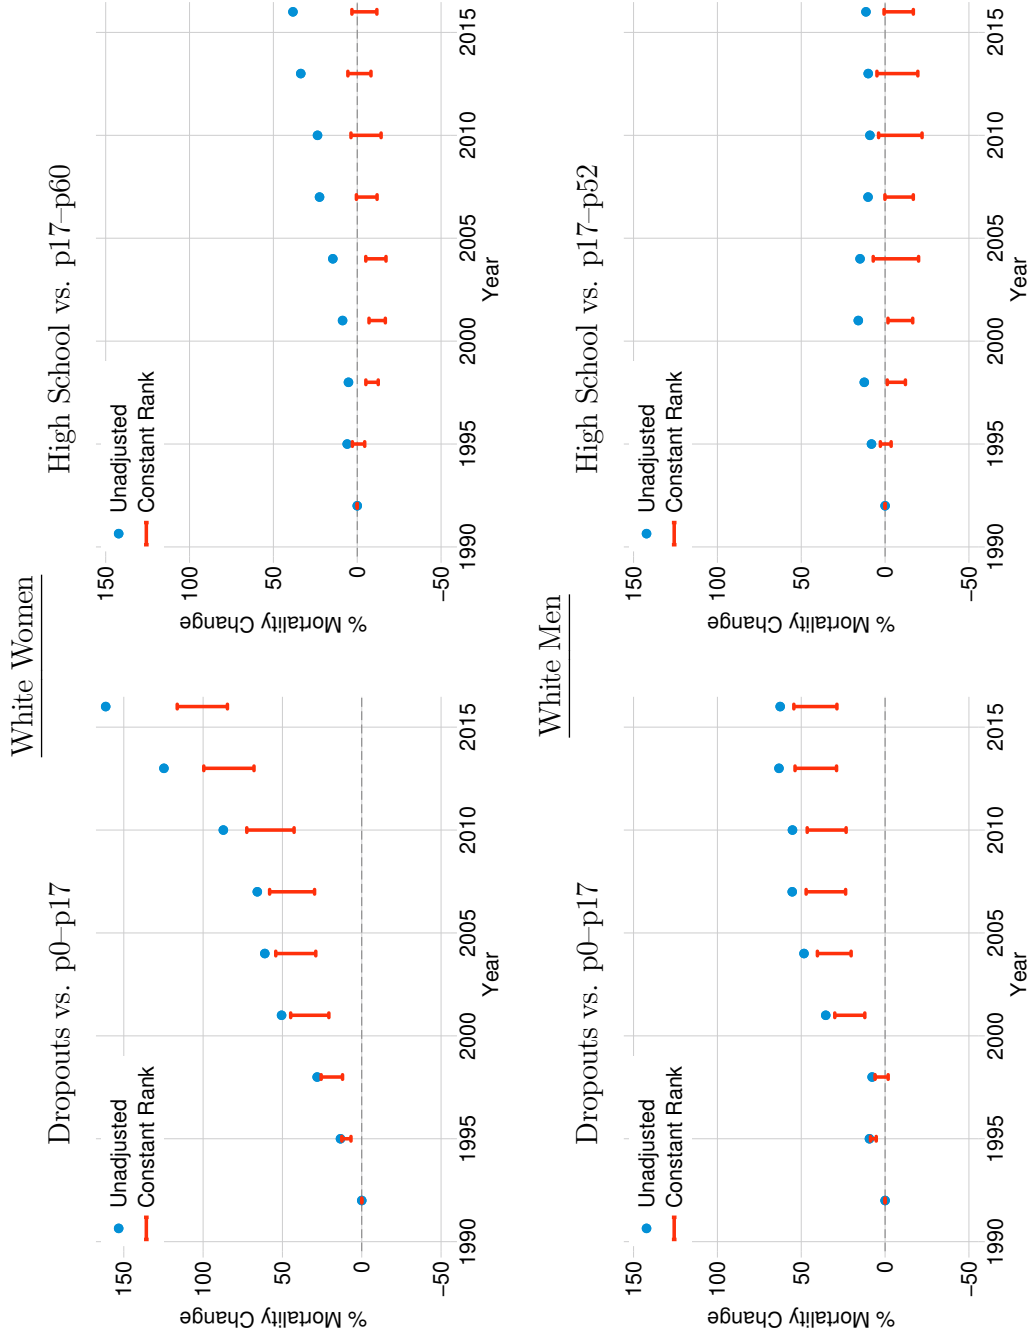 White Women
Dropouts vs. p0–p17
Unadjusted
Constant Rank
% Mortality Change
150
100
50
0
−50
1990
1995
2000
2005
2010
2015
Year
High School vs. p17–p60
Unadjusted
Constant Rank
% Mortality Change
150
100
50
0
−50
1990
1995
2000
2005
2010
2015
Year
White Men
Dropouts vs. p0–p17
Unadjusted
Constant Rank
% Mortality Change
150
100
50
0
−50
1990
1995
2000
2005
2010
2015
Year
High School vs. p17–p52
Unadjusted
Constant Rank
% Mortality Change
150
100
50
0
−50
1990
1995
2000
2005
2010
2015
Year